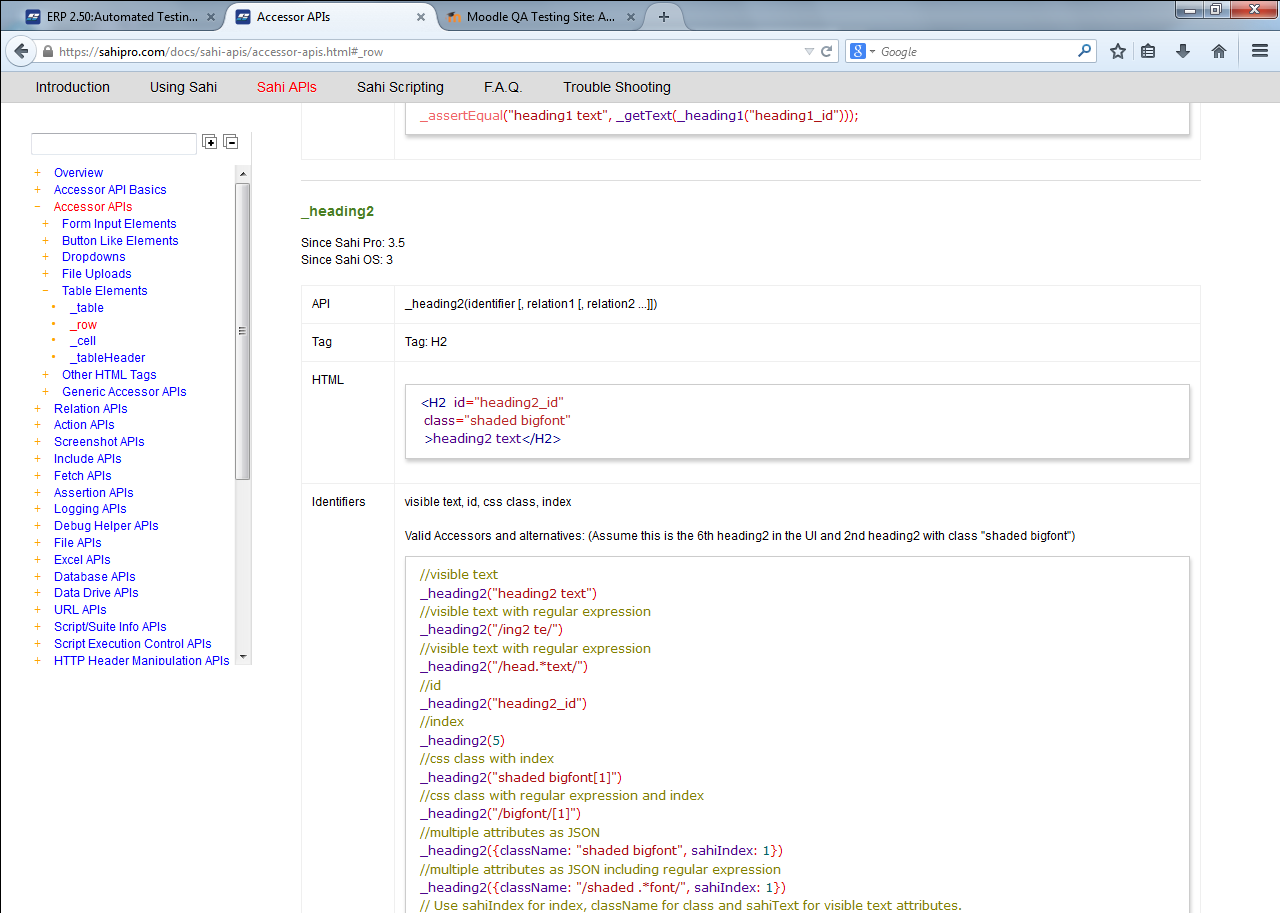 ERP 2.50:Automated Testin...
Accessor APIs
Moodle QA Testing Site: A...
https://sahipro.com/docs/sahi-apis/accessor-apis.html#_row
Google
Introduction
Using Sahi
Sahi APIs
Sahi Scripting
F.A.Q.
Trouble Shooting
Overview
Accessor API Basics
Accessor APIs
Form Input Elements
Button Like Elements
Dropdowns
File Uploads
Table Elements
_table
_row
_cell
_tableHeader
Other HTML Tags
Generic Accessor APIs
Relation APIs
Action APIs
Screenshot APIs
Include APIs
Fetch APIs
Assertion APIs
Logging APIs
Debug Helper APIs
File APIs
Excel APIs
Database APIs
Data Drive APIs
URL APIs
Script/Suite Info APIs
Script Execution Control APIs
HTTP Header Manipulation APIs
_assertEqual("heading1 text", _getText(_heading1("heading1_id")));
_heading2
Since Sahi Pro: 3.5
Since Sahi OS: 3
API _heading2(identifier [, relation1 [, relation2 ...]])
Tag Tag: H2
HTML
<H2 id="heading2_id"
class="shaded bigfont"
>heading2 text</H2>
Identifiers visible text, id, css class, index
Valid Accessors and alternatives: (Assume this is the 6th heading2 in the UI and 2nd heading2 with class "shaded bigfont")
//visible text
_heading2("heading2 text")
//visible text with regular expression
_heading2("/ing2 te/")
//visible text with regular expression
_heading2("/head.*text/")
//id
_heading2("heading2_id")
//index
_heading2(5)
//css class with index
_heading2("shaded bigfont[1]")
//css class with regular expression and index
_heading2("/bigfont/[1]")
//multiple attributes as JSON
_heading2({className: "shaded bigfont", sahiIndex: 1})
//multiple attributes as JSON including regular expression
_heading2({className: "/shaded .*font/", sahiIndex: 1})
// Use sahiIndex for index, className for class and sahiText for visible text attributes.